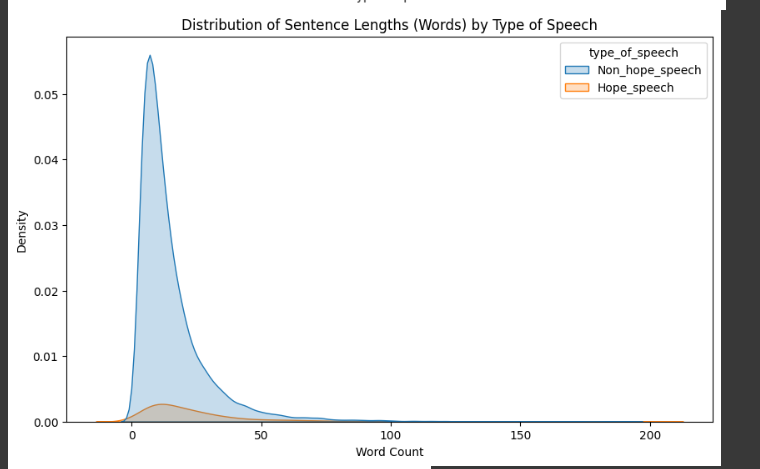 Distribution of Sentence Lengths (Words) by Type of Speech
type_of_speech
Non_hope_speech
Hope_speech
0.05
0.04
0.03
0.02
0.01
0.00
Density
0
50
100
150
200
Word Count